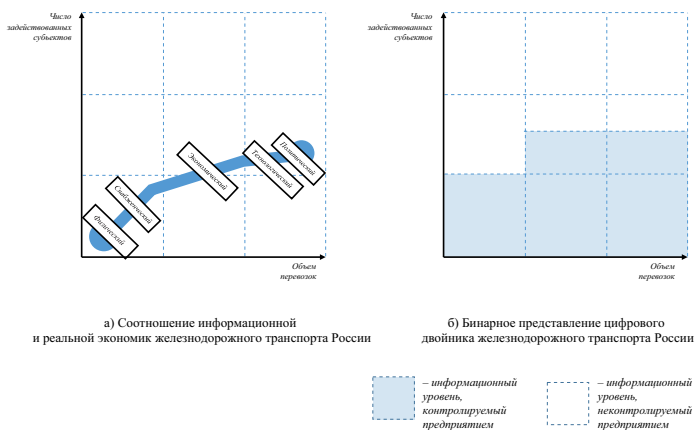 Число
задействованных
субъектов
Физический
Снабженческий
Экономический
Технологический
Политический
Объем
перевозок
а) Соотношение информационной
и реальной экономик железнодорожного транспорта России
Число
задействованных
субъектов
Объем
перевозок
б) Бинарное представление цифрового
двойника железнодорожного транспорта России
– информационный
уровень,
контролируемый
предприятием
– информационный
уровень,
неконтролируемый
предприятием